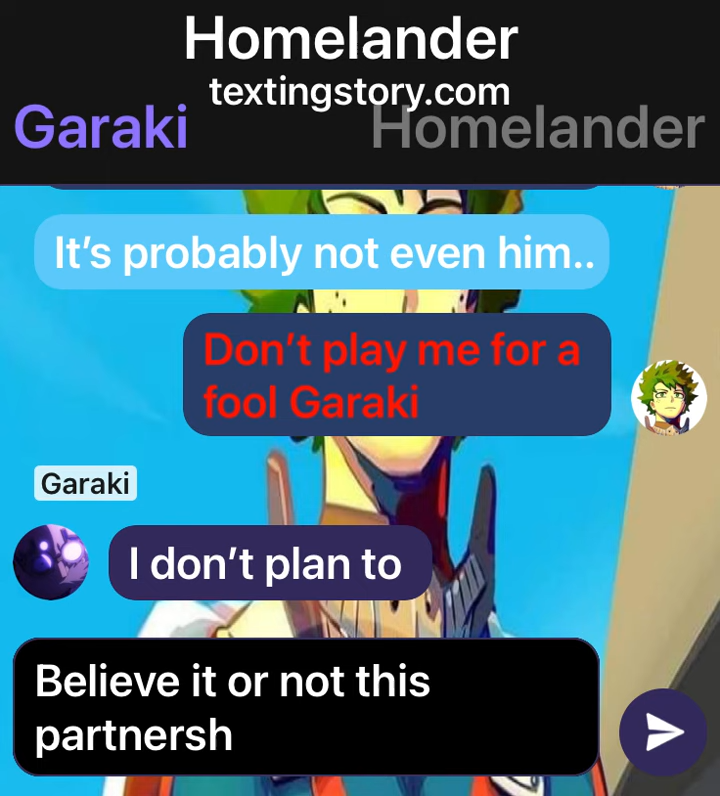 Homelander
textingstory.com
Garaki
Homelander
It’s probably not even him..
Don’t play me for a
fool Garaki
Garaki
I don’t plan to
Believe it or not this
partnersh